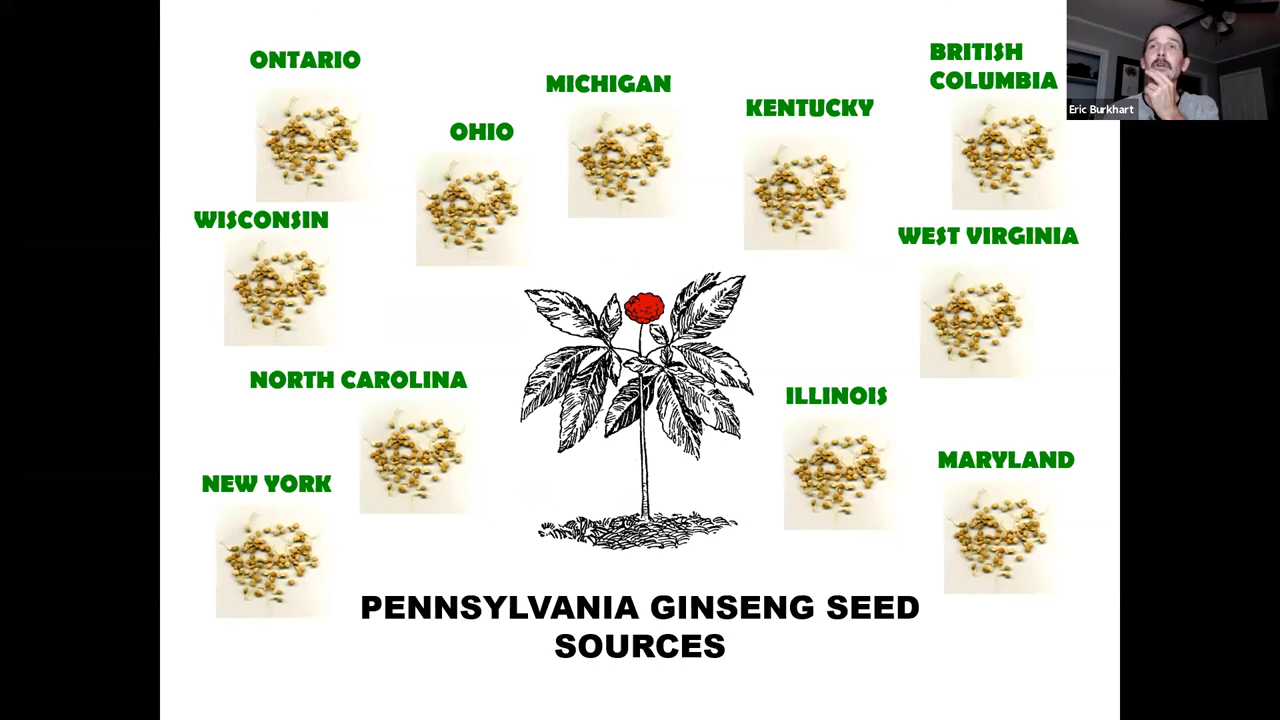 ONTARIO
MICHIGAN
BRITISH
COLUMBIA
KENTUCKY
Eric Burkhart
OHIO
WISCONSIN
WEST VIRGINIA
NORTH CAROLINA
ILLINOIS
MARYLAND
NEW YORK
PENNSYLVANIA GINSENG SEED
SOURCES